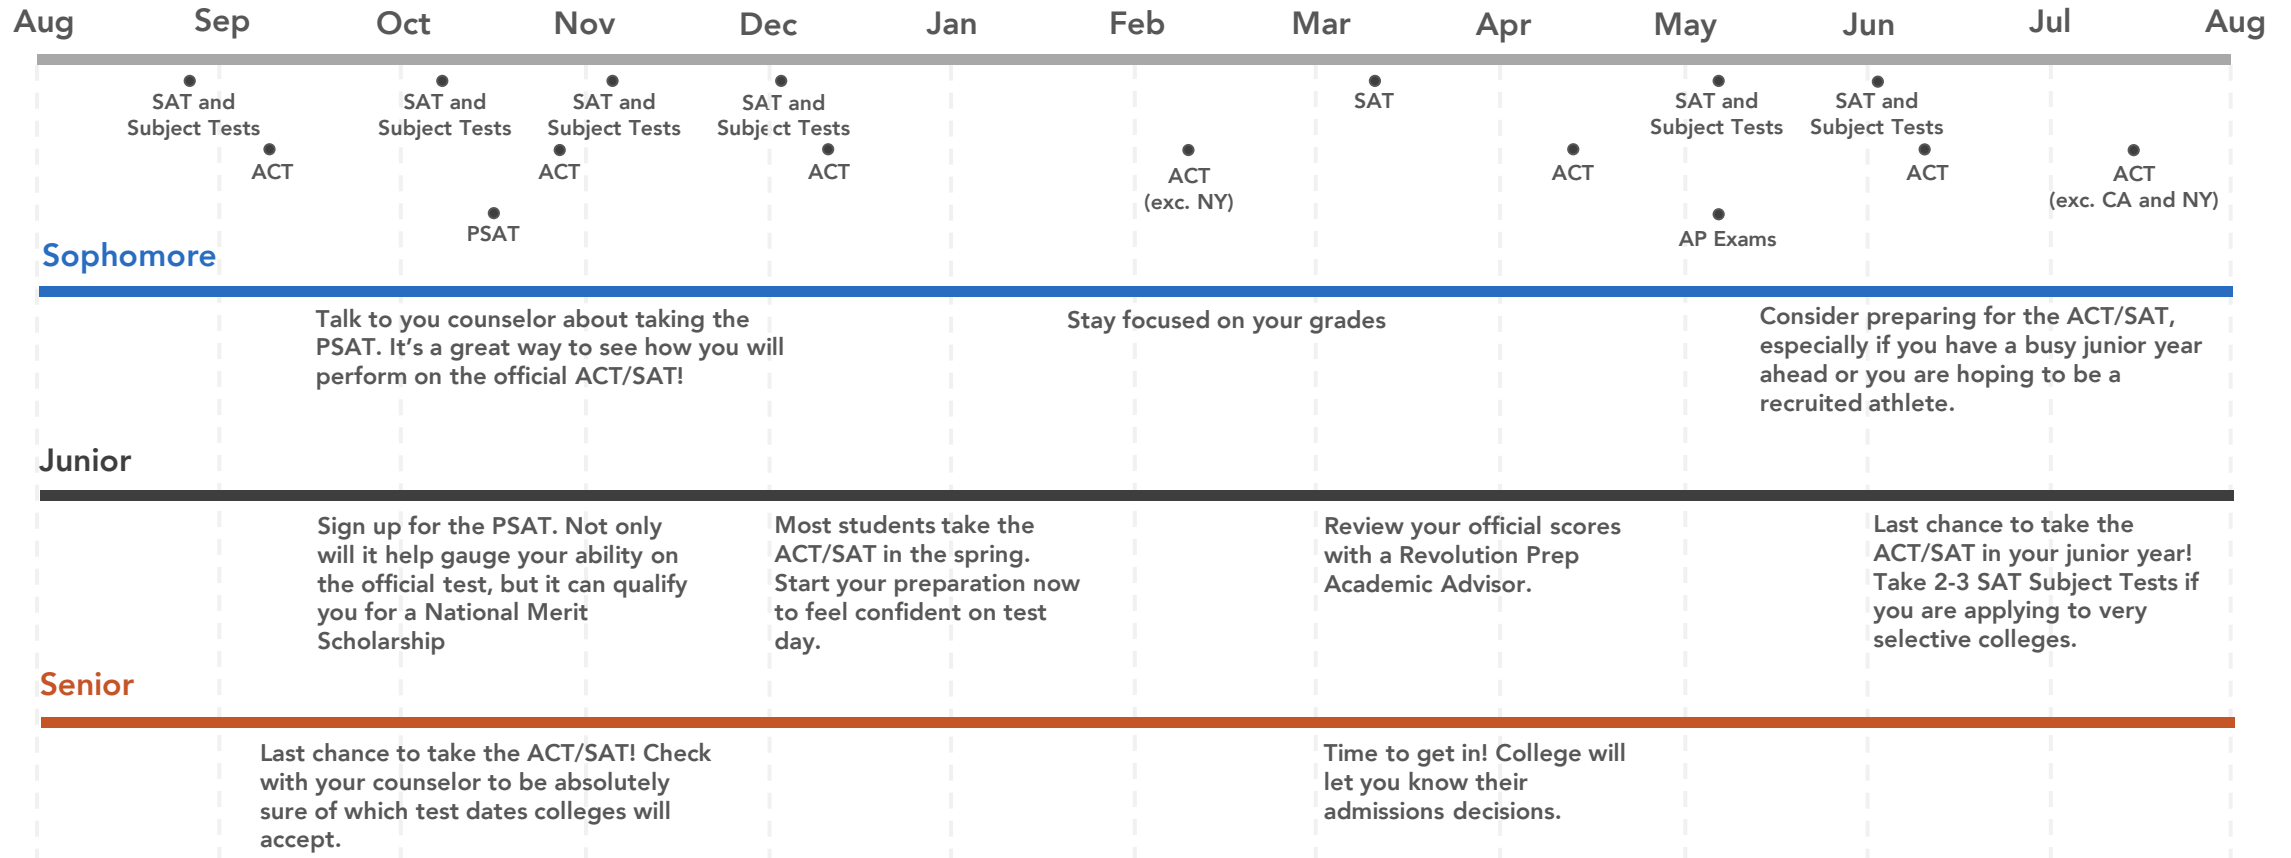 Aug Sep Oct Nov Dec Jan Feb Mar Apr May Jun Jul Aug
SAT and
Subject Tests
SAT and
Subject Tests
SAT and
Subject Tests
SAT and
Subject Tests
SAT
SAT and
Subject Tests
SAT and
Subject Tests
ACT
ACT
ACT
ACT
(exc. NY)
ACT
ACT
ACT
(exc. CA and NY)
PSAT
AP Exams
Sophomore
Talk to you counselor about taking the
PSAT. It's a great way to see how you will
perform on the official ACT/SAT!
Stay focused on your grades
Consider preparing for the ACT/SAT,
especially if you have a busy junior year
ahead or you are hoping to be a
recruited athlete.
Junior
Sign up for the PSAT. Not only
will it help gauge your ability on
the official test, but it can qualify
you for a National Merit
Scholarship
Most students take the
ACT/SAT in the spring.
Start your preparation now
to feel confident on test
day.
Review your official scores
with a Revolution Prep
Academic Advisor.
Last chance to take the
ACT/SAT in your junior year!
Take 2-3 SAT Subject Tests if
you are applying to very
selective colleges.
Senior
Last chance to take the ACT/SAT! Check
with your counselor to be absolutely
sure of which test dates colleges will
accept.
Time to get in! College will
let you know their
admissions decisions.